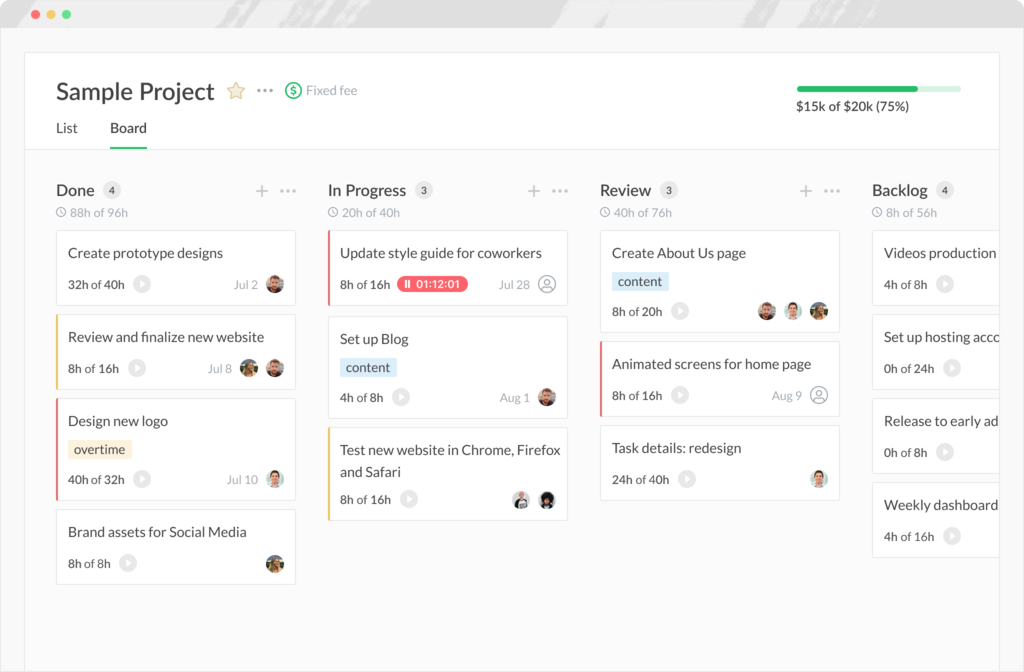 Sample Project
$ Fixed fee
$15k of $20k (75%)
List
Board
Done 4
88h of 96h
Create prototype designs
32h of 40h
Jul 2
Review and finalize new website
8h of 16h
Jul 8
Design new logo
overtime
40h of 32h
Jul 10
Brand assets for Social Media
8h of 8h
In Progress 3
20h of 40h
Update style guide for coworkers
8h of 16h
01:12:01
Jul 28
Set up Blog
content
4h of 8h
Aug 1
Test new website in Chrome, Firefox
and Safari
8h of 16h
Review 3
40h of 76h
Create About Us page
content
8h of 20h
Animated screens for home page
8h of 16h
Aug 9
Task details: redesign
24h of 40h
Backlog 4
8h of 56h
Videos production
4h of 8h
Set up hosting acco
0h of 24h
Release to early ad
0h of 8h
Weekly dashboard
4h of 16h